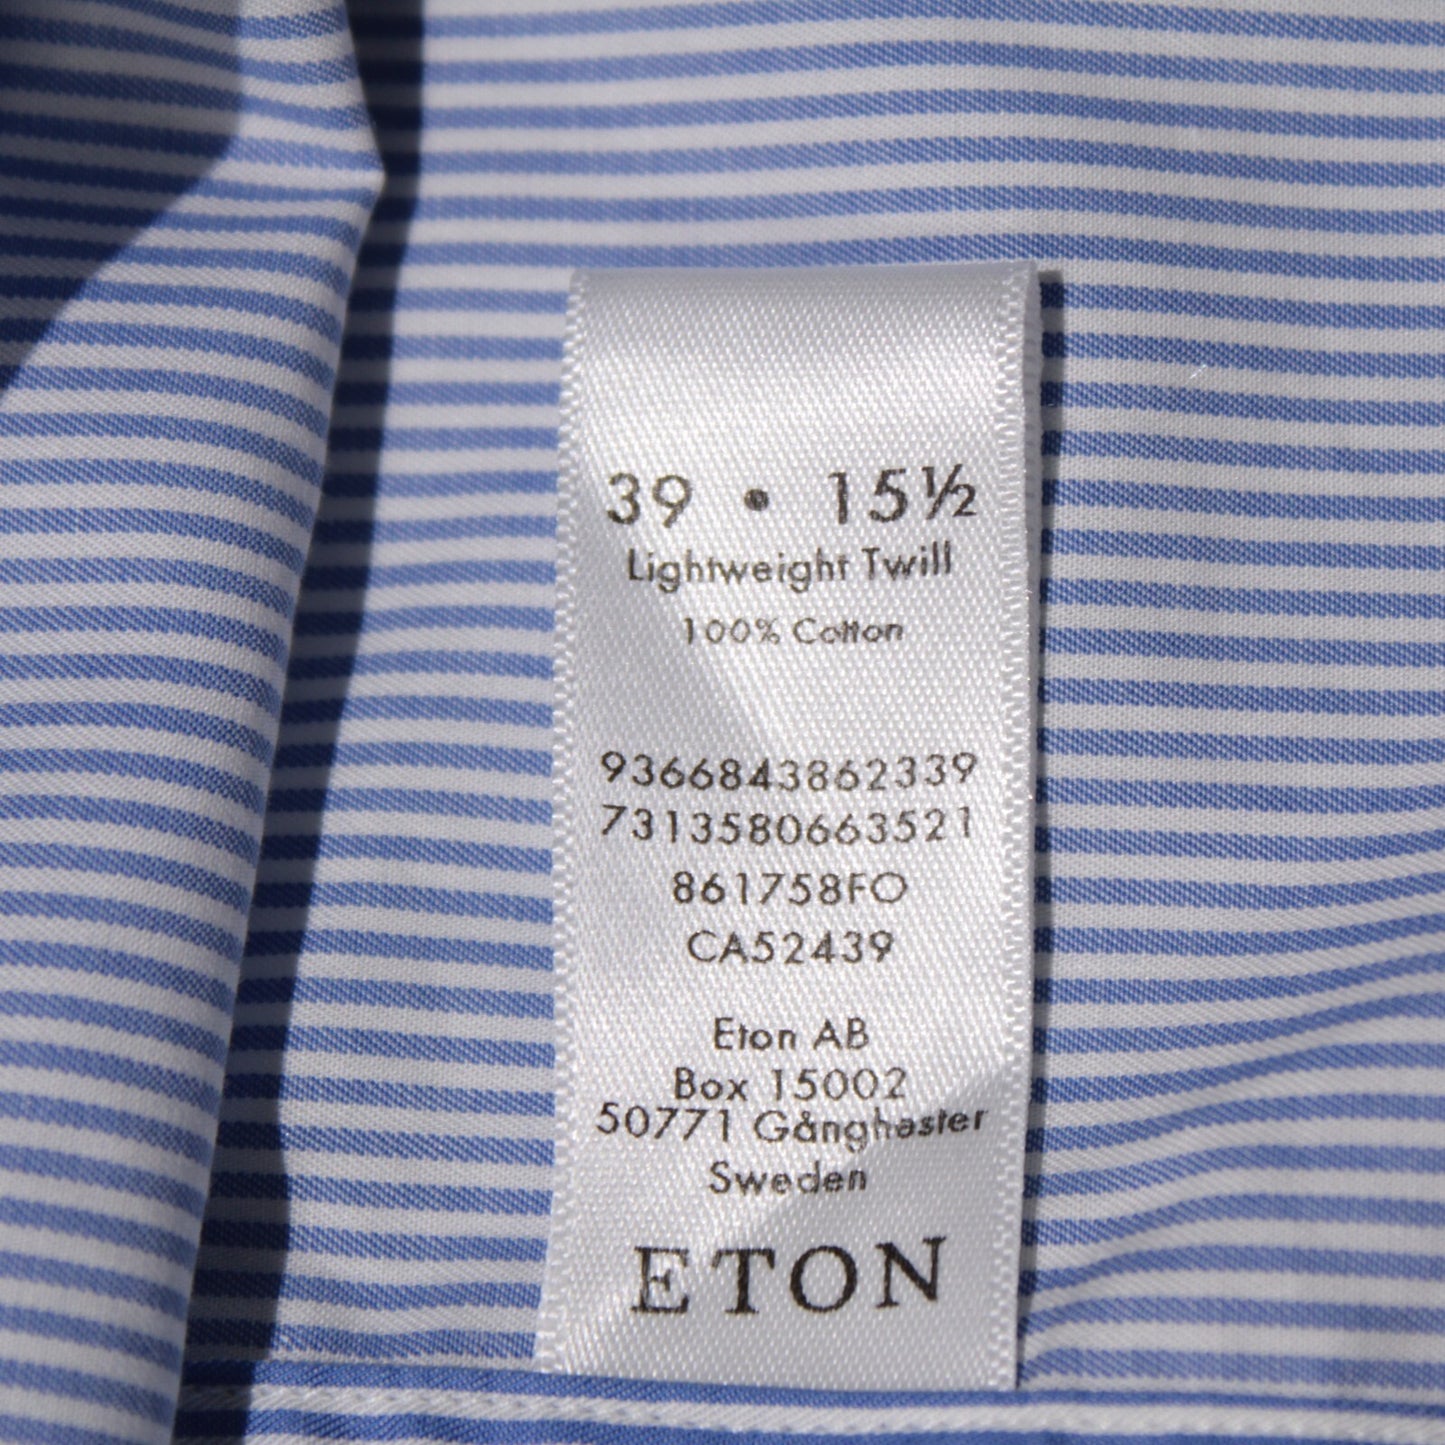 39 • 15½
Lightweight Twill
100% Cotton
9366843862339
7313580663521
861758FO
CA52439
Eton AB
Box 15002
50771 Gånghester
Sweden
ETON